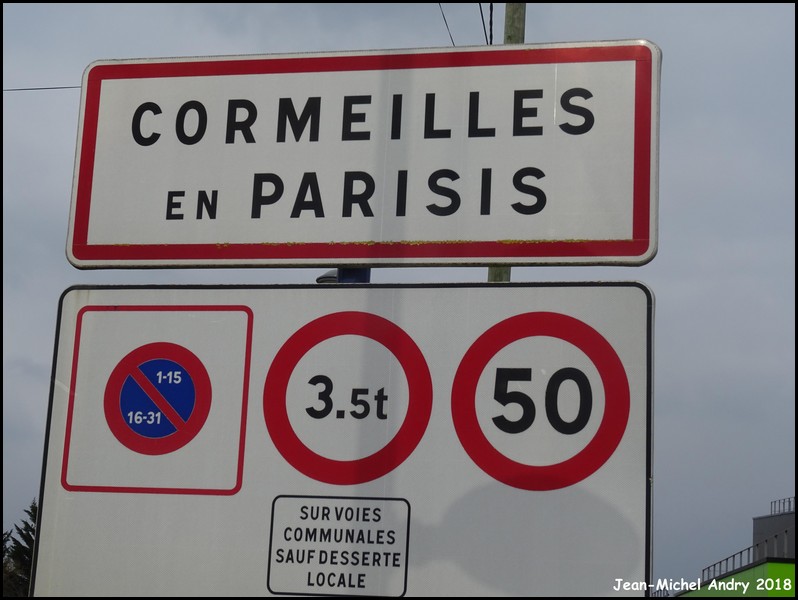 CORMEILLES
EN PARISIS
1-15
16-31
3.5t
50
SUR VOIES
COMMUNALES
SAUF DESSERTE
LOCALE
Jean-Michel Andry 2018